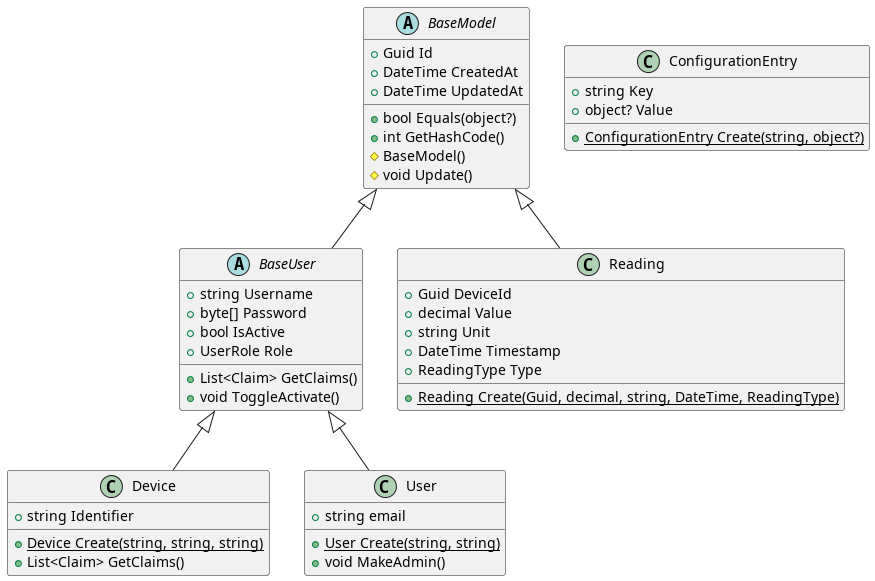 A BaseModel
Guid Id
DateTime CreatedAt
DateTime UpdatedAt
bool Equals(object?)
int GetHashCode()
BaseModel()
void Update()
C ConfigurationEntry
string Key
object? Value
ConfigurationEntry Create(string, object?)
A BaseUser
string Username
byte[] Password
bool IsActive
UserRole Role
List<Claim> GetClaims()
void ToggleActivate()
C Reading
Guid DeviceId
decimal Value
string Unit
DateTime Timestamp
ReadingType Type
Reading Create(Guid, decimal, string, DateTime, ReadingType)
C Device
string Identifier
Device Create(string, string, string)
List<Claim> GetClaims()
C User
string email
User Create(string, string)
void MakeAdmin()